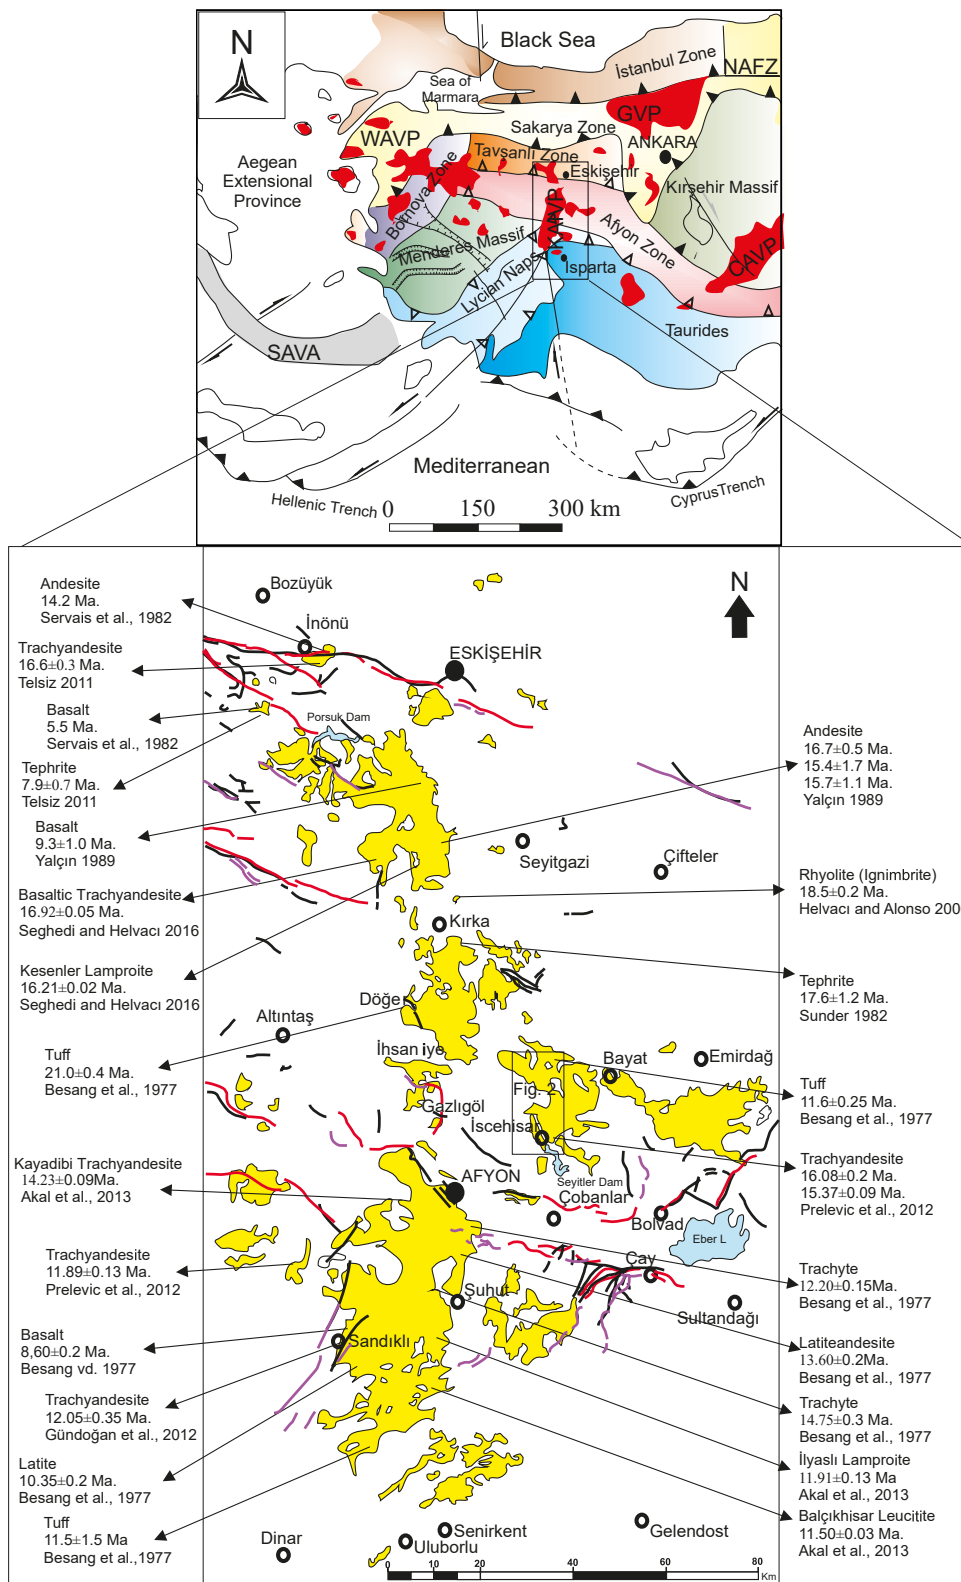 N
Black Sea
İstanbul Zone
NAFZ
Sea of
Marmara
GVP
WAVP
Sakarya Zone
ANKARA
Tavşanlı Zone
Eskişehir
Aegean
Extensional
Province
Bornova Zone
Kırşehir Massif
Menderes Massif
Afyon Zone
CAVP
Lycian Naps
Isparta
Taurides
SAVA
Mediterranean
Hellenic Trench
CyprusTrench
0 150 300 km
Andesite
14.2 Ma.
Servais et al., 1982
Trachyandesite
16.6±0.3 Ma.
Telsiz 2011
Basalt
5.5 Ma.
Servais et al., 1982
Tephrite
7.9±0.7 Ma.
Telsiz 2011
Basalt
9.3±1.0 Ma.
Yalçın 1989
Basaltic Trachyandesite
16.92±0.05 Ma.
Seghedi and Helvacı 2016
Kesenler Lamproite
16.21±0.02 Ma.
Seghedi and Helvacı 2016
Tuff
21.0±0.4 Ma.
Besang et al., 1977
Kayadibi Trachyandesite
14.23±0.09Ma.
Akal et al., 2013
Trachyandesite
11.89±0.13 Ma.
Prelevic et al., 2012
Basalt
8,60±0.2 Ma.
Besang vd. 1977
Trachyandesite
12.05±0.35 Ma.
Gündoğan et al., 2012
Latite
10.35±0.2 Ma.
Besang et al., 1977
Tuff
11.5±1.5 Ma
Besang et al.,1977
Bozüyük
İnönü
ESKİŞEHİR
N
Porsuk Dam
Seyitgazi
Çifteler
Kırka
Döğe
Altıntaş
İhsaniye
Bayat
Emirdağ
Fig. 2
Gazlıgöl
İscehisar
AFYON
Seyitler Dam
Çobanlar
Bolvad
Eber L
Çay
Şuhut
Sultandağı
Sandıklı
Dinar
Senirkent
Uluborlu
Gelendost
0 10 20 40 60 80
Km
Andesite
16.7±0.5 Ma.
15.4±1.7 Ma.
15.7±1.1 Ma.
Yalçın 1989
Rhyolite (Ignimbrite)
18.5±0.2 Ma.
Helvacı and Alonso 200
Tephrite
17.6±1.2 Ma.
Sunder 1982
Tuff
11.6±0.25 Ma.
Besang et al., 1977
Trachyandesite
16.08±0.2 Ma.
15.37±0.09 Ma.
Prelevic et al., 2012
Trachyte
12.20±0.15Ma.
Besang et al., 1977
Latiteandesite
13.60±0.2Ma.
Besang et al., 1977
Trachyte
14.75±0.3 Ma.
Besang et al., 1977
İlyaslı Lamproite
11.91±0.13 Ma
Akal et al., 2013
Balçıkhisar Leucitite
11.50±0.03 Ma.
Akal et al., 2013